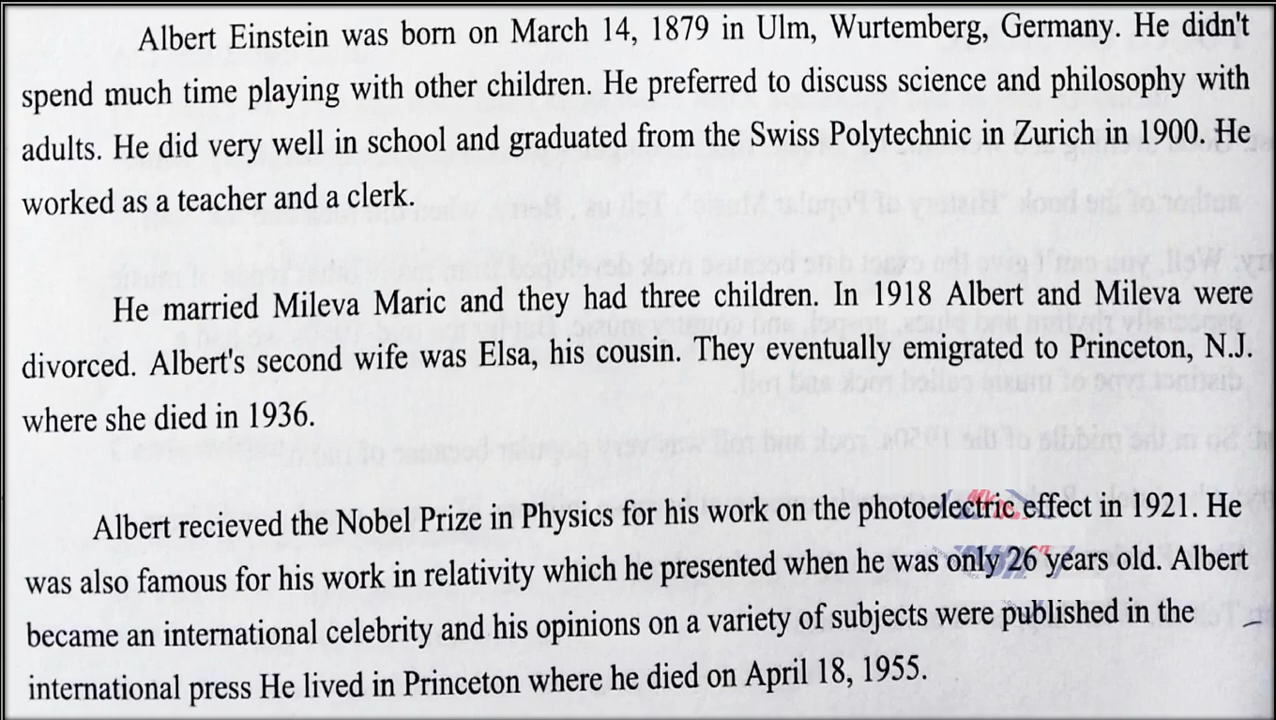 Albert Einstein was born on March 14, 1879 in Ulm, Wurtemberg, Germany. He didn't
spend much time playing with other children. He preferred to discuss science and philosophy with
adults. He did very well in school and graduated from the Swiss Polytechnic in Zurich in 1900. He
worked as a teacher and a clerk.
He married Mileva Maric and they had three children. In 1918 Albert and Mileva were
divorced. Albert's second wife was Elsa, his cousin. They eventually emigrated to Princeton, N.J.
where she died in 1936.
Albert recieved the Nobel Prize in Physics for his work on the photoelectric effect in 1921. He
was also famous for his work in relativity which he presented when he was only 26 years old. Albert
became an international celebrity and his opinions on a variety of subjects were published in the
international press He lived in Princeton where he died on April 18, 1955.